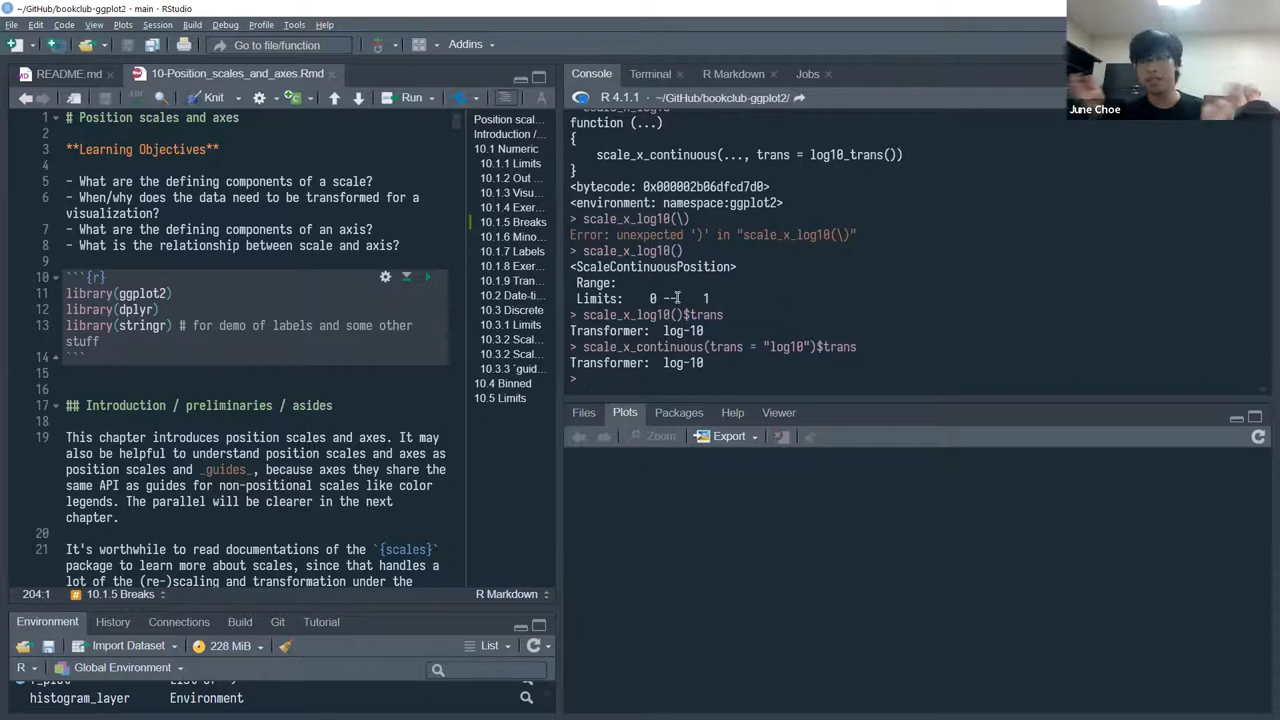 ~/GitHub/bookclub-ggplot2 - main - RStudio
File Edit Code View Plots Session Build Debug Profile Tools Help
Go to file/function Addins
README.md 10-Position_scales_and_axes.Rmd
Knit Run
1 # Position scales and axes
2
3 **Learning Objectives**
4
5 - What are the defining components of a scale?
6 - When/why does the data need to be transformed for a
visualization?
7 - What are the defining components of an axis?
8 - What is the relationship between scale and axis?
9
10 ```{r}
11 library(ggplot2)
12 library(dplyr)
13 library(stringr) # for demo of labels and some other
stuff
14 ```
15
16
17 ## Introduction / preliminaries / asides
18
19 This chapter introduces position scales and axes. It may
also be helpful to understand position scales and axes as
position scales and _guides_, because axes they share the
same API as guides for non-positional scales like color
legends. The parallel will be clearer in the next
chapter.
20
21 It's worthwhile to read documentations of the `{scales}`
package to learn more about scales, since that handles a
lot of the (re-)scaling and transformation under the
204:1 10.1.5 Breaks R Markdown
Position scal...
Introduction /...
10.1 Numeric
10.1.1 Limits
10.1.2 Out ...
10.1.3 Visu...
10.1.4 Exer...
10.1.5 Breaks
10.1.6 Mino...
10.1.7 Labels
10.1.8 Exer...
10.1.9 Tran...
10.2 Date-ti...
10.3 Discrete
10.3.1 Limits
10.3.2 Scal...
10.3.2 Scal...
10.3.3 `guid...
10.4 Binned
10.5 Limits
Environment History Connections Build Git Tutorial
Import Dataset 228 MiB List
R Global Environment
histogram_layer Environment
Console Terminal R Markdown Jobs
R 4.1.1 · ~/GitHub/bookclub-ggplot2/
function (...)
{
scale_x_continuous(..., trans = log10_trans())
}
<bytecode: 0x000002b06dfcd7d0>
<environment: namespace:ggplot2>
> scale_x_log10(\)
Error: unexpected ')' in "scale_x_log10(\)"
> scale_x_log10()
<ScaleContinuousPosition>
Range:
Limits: 0 -- 1
> scale_x_log10()$trans
Transformer: log-10
> scale_x_continuous(trans = "log10")$trans
Transformer: log-10
>
Files Plots Packages Help Viewer
Zoom Export
June Choe